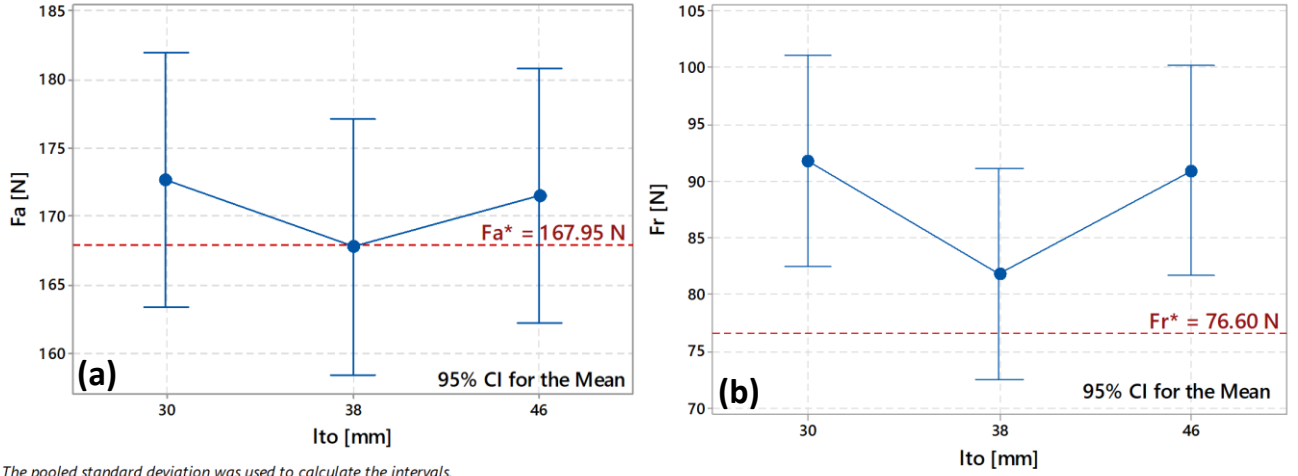 185
180
175
170
165
160
Fa [N]
Fa* = 167.95 N
(a)
95% CI for the Mean
30 38 46
lto [mm]
The pooled standard deviation was used to calculate the intervals.
105
100
95
90
85
80
75
70
Fr [N]
Fr* = 76.60 N
(b)
95% CI for the Mean
30 38 46
lto [mm]